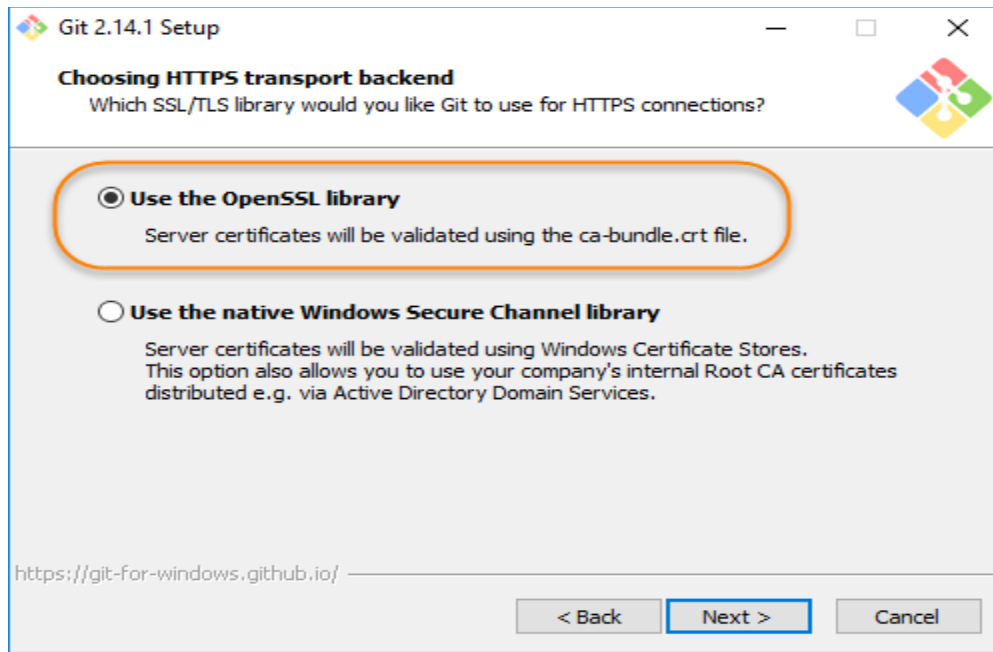 Git 2.14.1 Setup
Choosing HTTPS transport backend
Which SSL/TLS library would you like Git to use for HTTPS connections?
Use the OpenSSL library
Server certificates will be validated using the ca-bundle.crt file.
Use the native Windows Secure Channel library
Server certificates will be validated using Windows Certificate Stores.
This option also allows you to use your company's internal Root CA certificates
distributed e.g. via Active Directory Domain Services.
https://git-for-windows.github.io/
< Back
Next >
Cancel